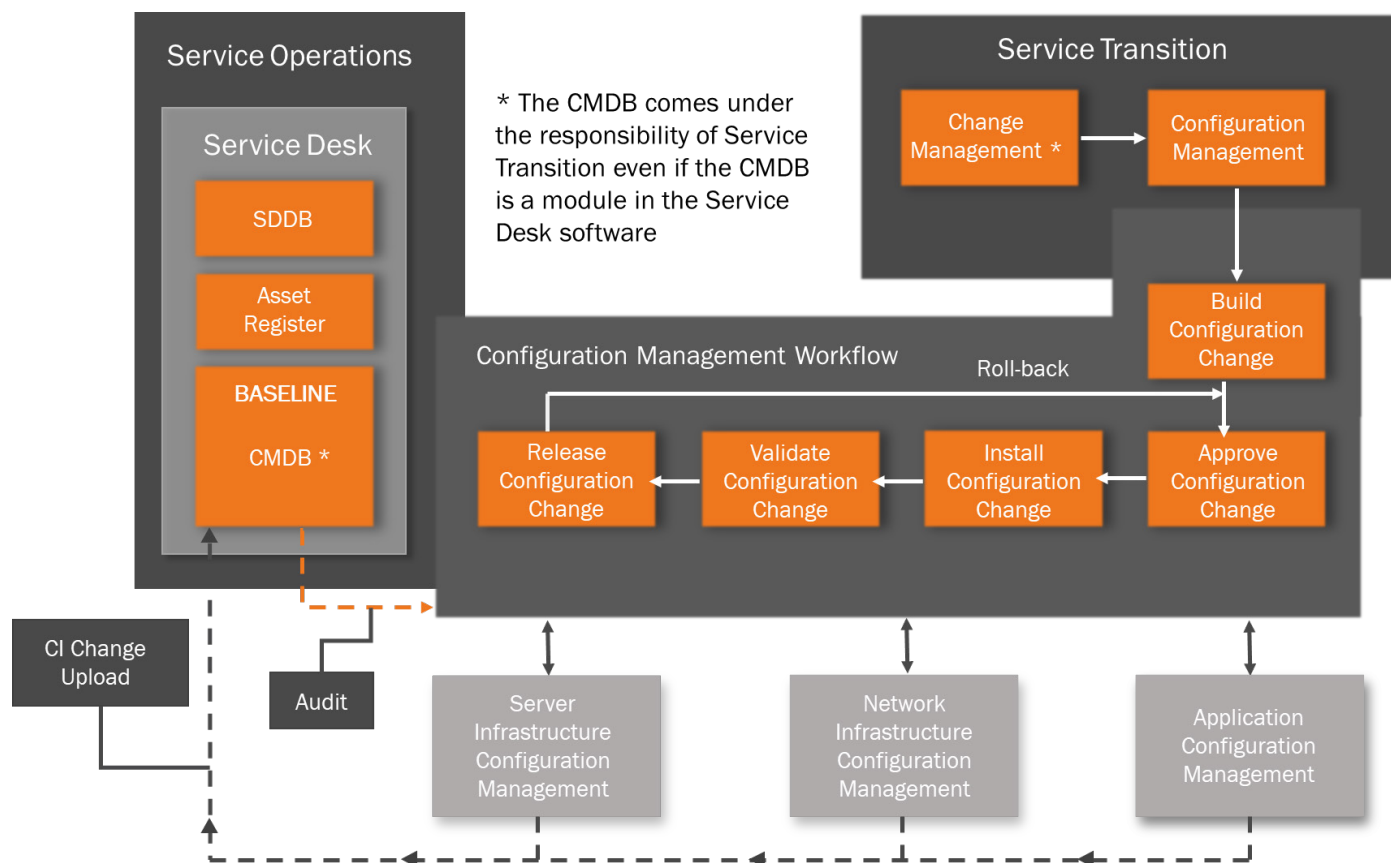 Service Operations
Service Desk
SDDB
Asset
Register
BASELINE
CMDB *
* The CMDB comes under
the responsibility of Service
Transition even if the CMDB
is a module in the Service
Desk software
Service Transition
Change
Management *
Configuration
Management
Build
Configuration
Change
Configuration Management Workflow
Roll-back
Release
Configuration
Change
Validate
Configuration
Change
Install
Configuration
Change
Approve
Configuration
Change
CI Change
Upload
Audit
Server
Infrastructure
Configuration
Management
Network
Infrastructure
Configuration
Management
Application
Configuration
Management